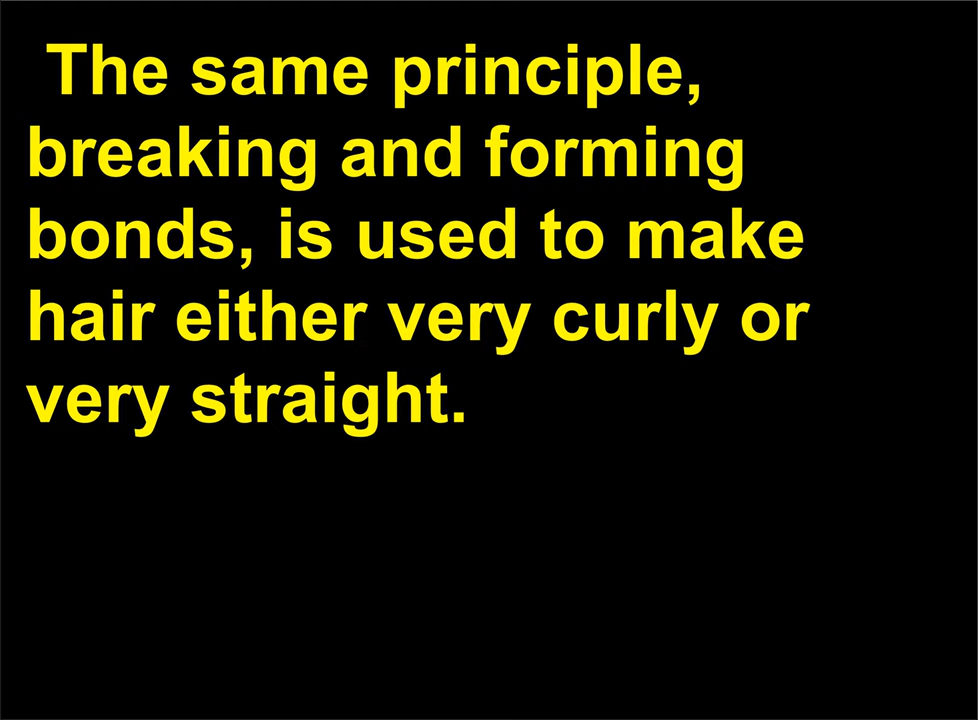 The same principle,
breaking and forming
bonds, is used to make
hair either very curly or
very straight.